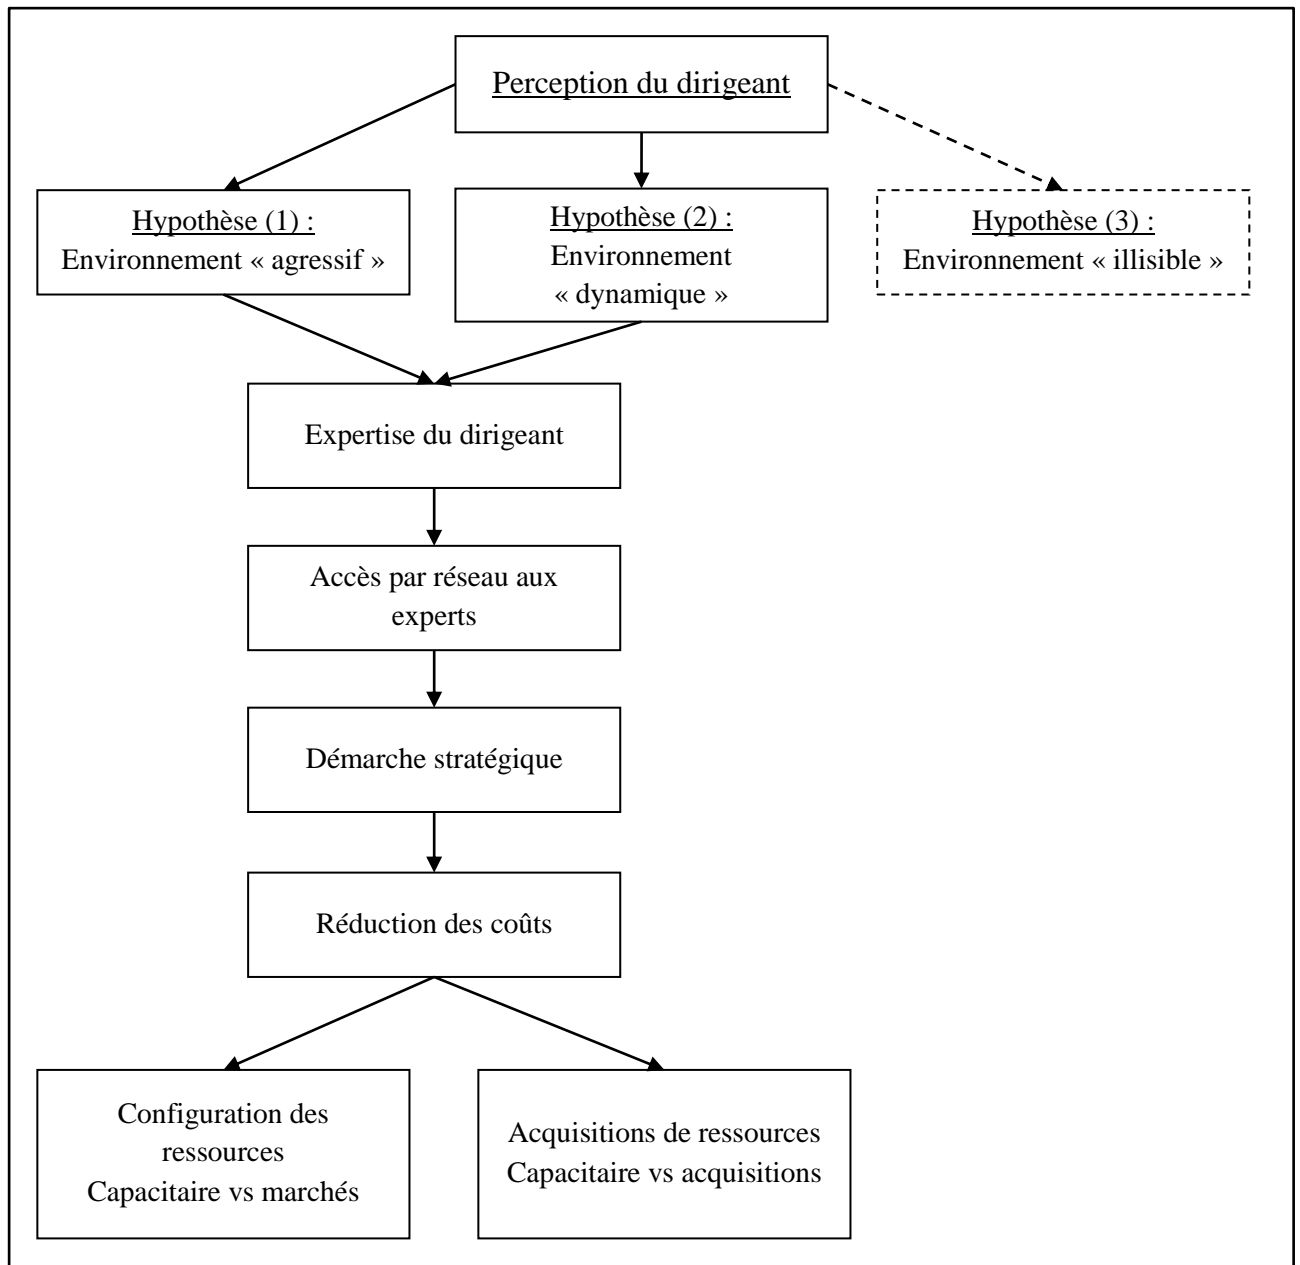 Perception du dirigeant
Hypothèse (1) :
Environnement « agressif »
Hypothèse (2) :
Environnement
« dynamique »
Hypothèse (3) :
Environnement « illisible »
Expertise du dirigeant
Accès par réseau aux
experts
Démarche stratégique
Réduction des coûts
Configuration des
ressources
Capacitaire vs marchés
Acquisitions de ressources
Capacitaire vs acquisitions